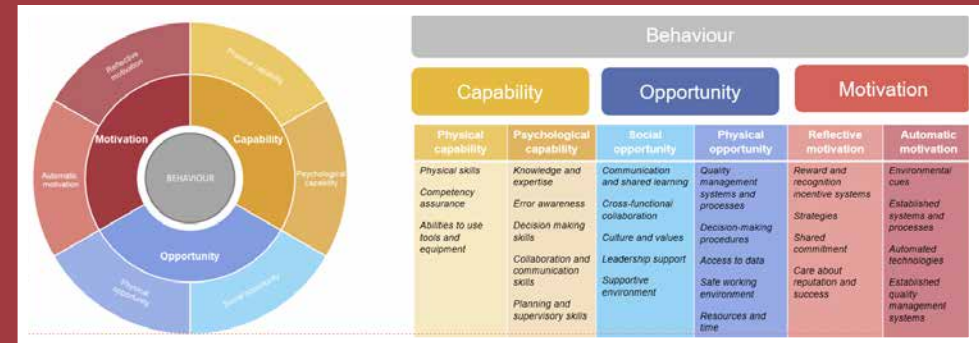 Reflective
motivation
Physical capability
Motivation
Capability
Automatic
motivation
BEHAVIOUR
Psychological
capability
Opportunity
Physical
opportunity
Social opportunity
Behaviour
Capability
Opportunity
Motivation
Physical
capability
Physical skills
Competency
assurance
Abilities to use
tools and
equipment
Psychological
capability
Knowledge and
expertise
Error awareness
Decision making
skills
Collaboration and
communication
skills
Planning and
supervisory skills
Social
opportunity
Communication
and shared learning
Cross-functional
collaboration
Culture and values
Leadership support
Supportive
environment
Physical
opportunity
Quality
management
systems and
processes
Decision-making
procedures
Access to data
Safe working
environment
Resources and
time
Reflective
motivation
Reward and
recognition
incentive systems
Strategies
Shared
commitment
Care about
reputation and
success
Automatic
motivation
Environmental
cues
Established
systems and
processes
Automated
technologies
Established
quality
management
systems